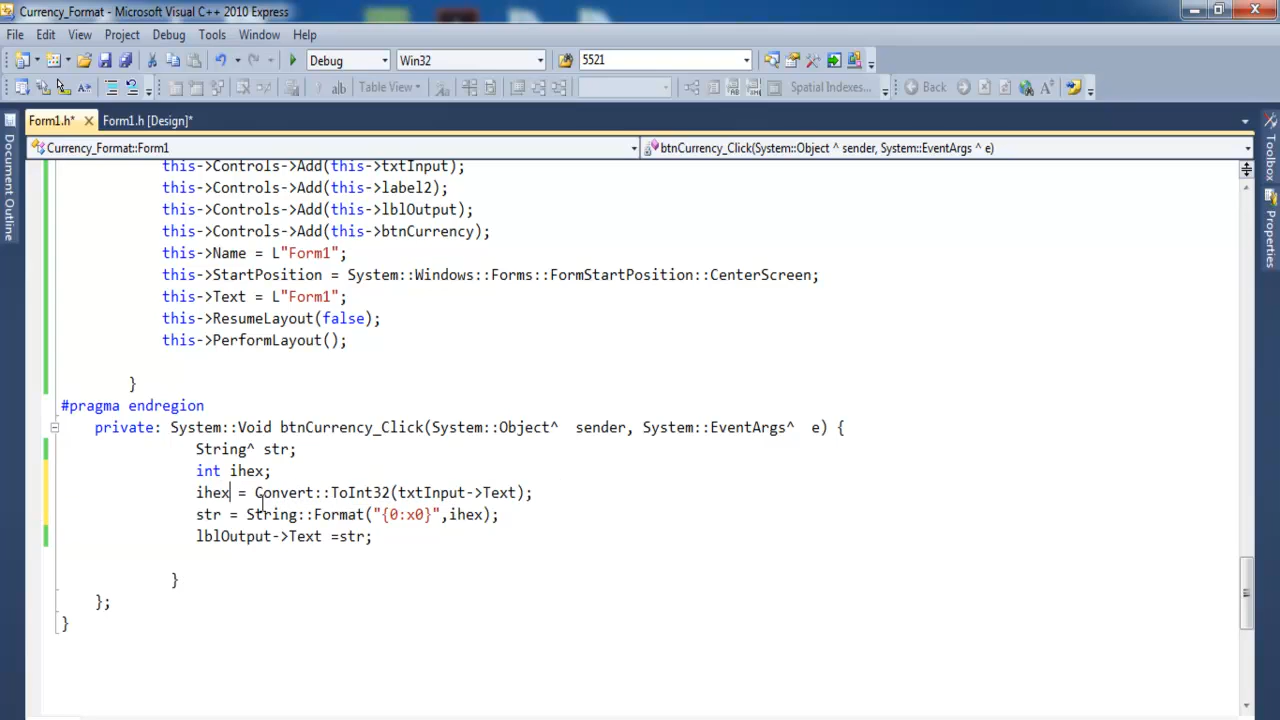 Currency_Format - Microsoft Visual C++ 2010 Express
File Edit View Project Debug Tools Window Help
Debug Win32 5521
ab Table View Spatial Indexes... Back A
Form1.h* Form1.h [Design]*
Currency_Format::Form1 btnCurrency_Click(System::Object ^ sender, System::EventArgs ^ e)
Document Outline
Toolbox
Properties
this->Controls->Add(this->txtInput);
this->Controls->Add(this->label2);
this->Controls->Add(this->lblOutput);
this->Controls->Add(this->btnCurrency);
this->Name = L"Form1";
this->StartPosition = System::Windows::Forms::FormStartPosition::CenterScreen;
this->Text = L"Form1";
this->ResumeLayout(false);
this->PerformLayout();
}
#pragma endregion
private: System::Void btnCurrency_Click(System::Object^  sender, System::EventArgs^  e) {
String^ str;
int ihex;
ihex = Convert::ToInt32(txtInput->Text);
str = String::Format("{0:x0}",ihex);
lblOutput->Text =str;
}
};
}